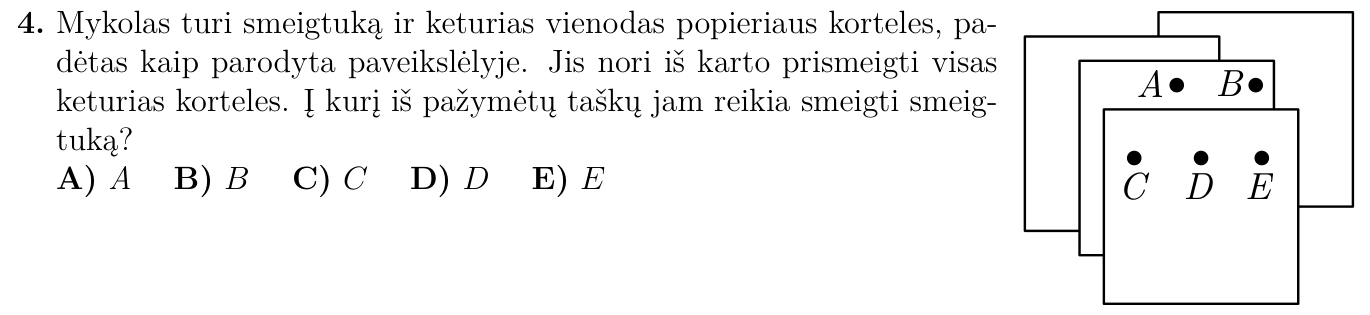 4. Mykolas turi smeigtuką ir keturias vienodas popieriaus korteles, pa-
dėtas kaip parodyta paveikslėlyje. Jis nori iš karto prismeigti visas
keturias korteles. Į kurį iš pažymėtų taškų jam reikia smeigti smeig-
tuką?
A) A B) B C) C D) D E) E
A B
C D E